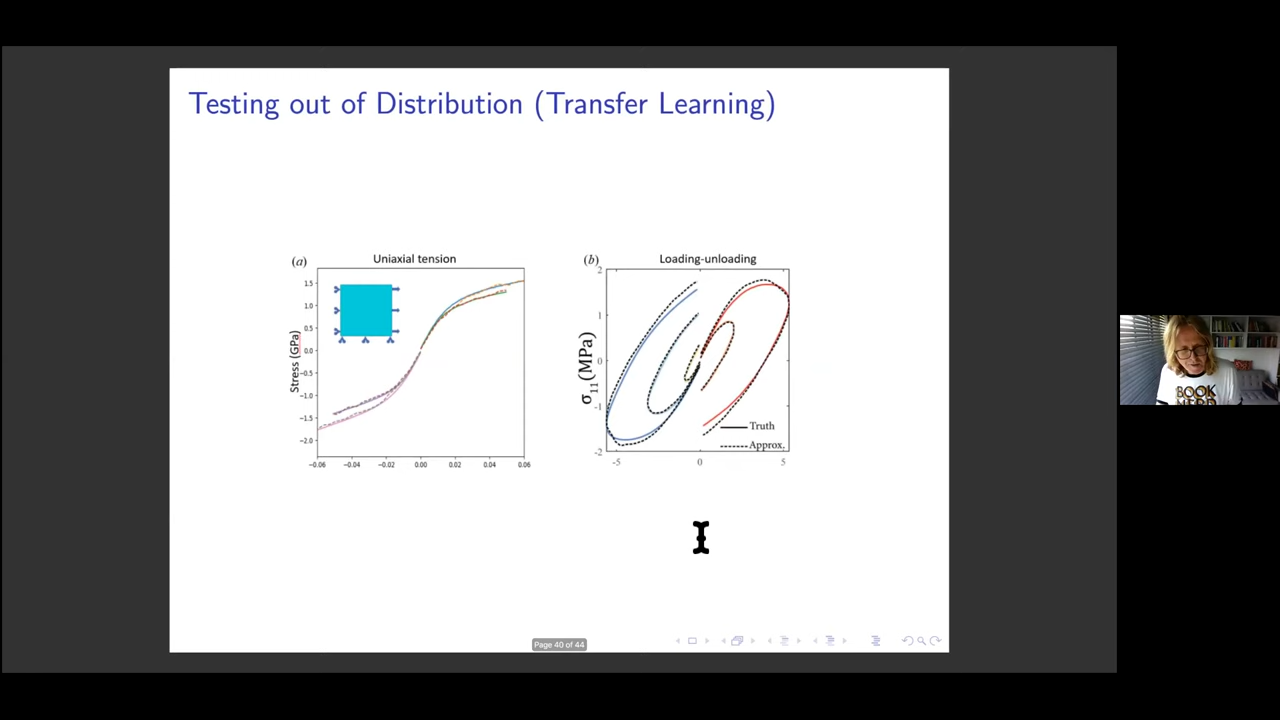 Testing out of Distribution (Transfer Learning)
(a)
Uniaxial tension
Stress (GPa)
1.5
1.0
0.5
0.0
−0.5
−1.0
−1.5
−2.0
−0.06 −0.04 −0.02 0.00 0.02 0.04 0.06
(b)
Loading-unloading
σ11(MPa)
2
1
0
-1
-2
Truth
Approx.
-5 0 5
Page 40 of 44
BOOK
NERD